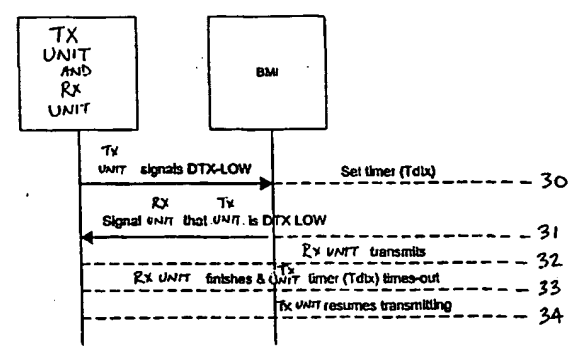 TX
UNIT
AND
RX
UNIT
BMI
TX
UNIT signals DTX-LOW
Set timer (Tdtx)
30
RX TX
Signal UNIT that UNIT is DTX LOW
31
RX UNIT transmits
32
TX
RX UNIT finishes & UNIT timer (Tdtx) times-out
33
TX UNIT resumes transmitting
34